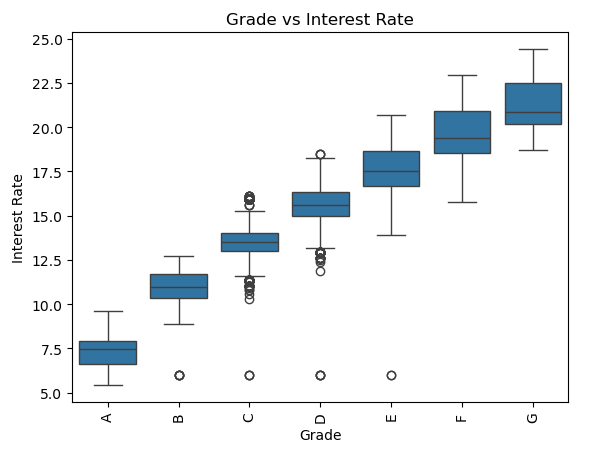 Grade vs Interest Rate
25.0
22.5
20.0
17.5
15.0
12.5
10.0
7.5
5.0
Interest Rate
A
B
C
D
E
F
G
Grade